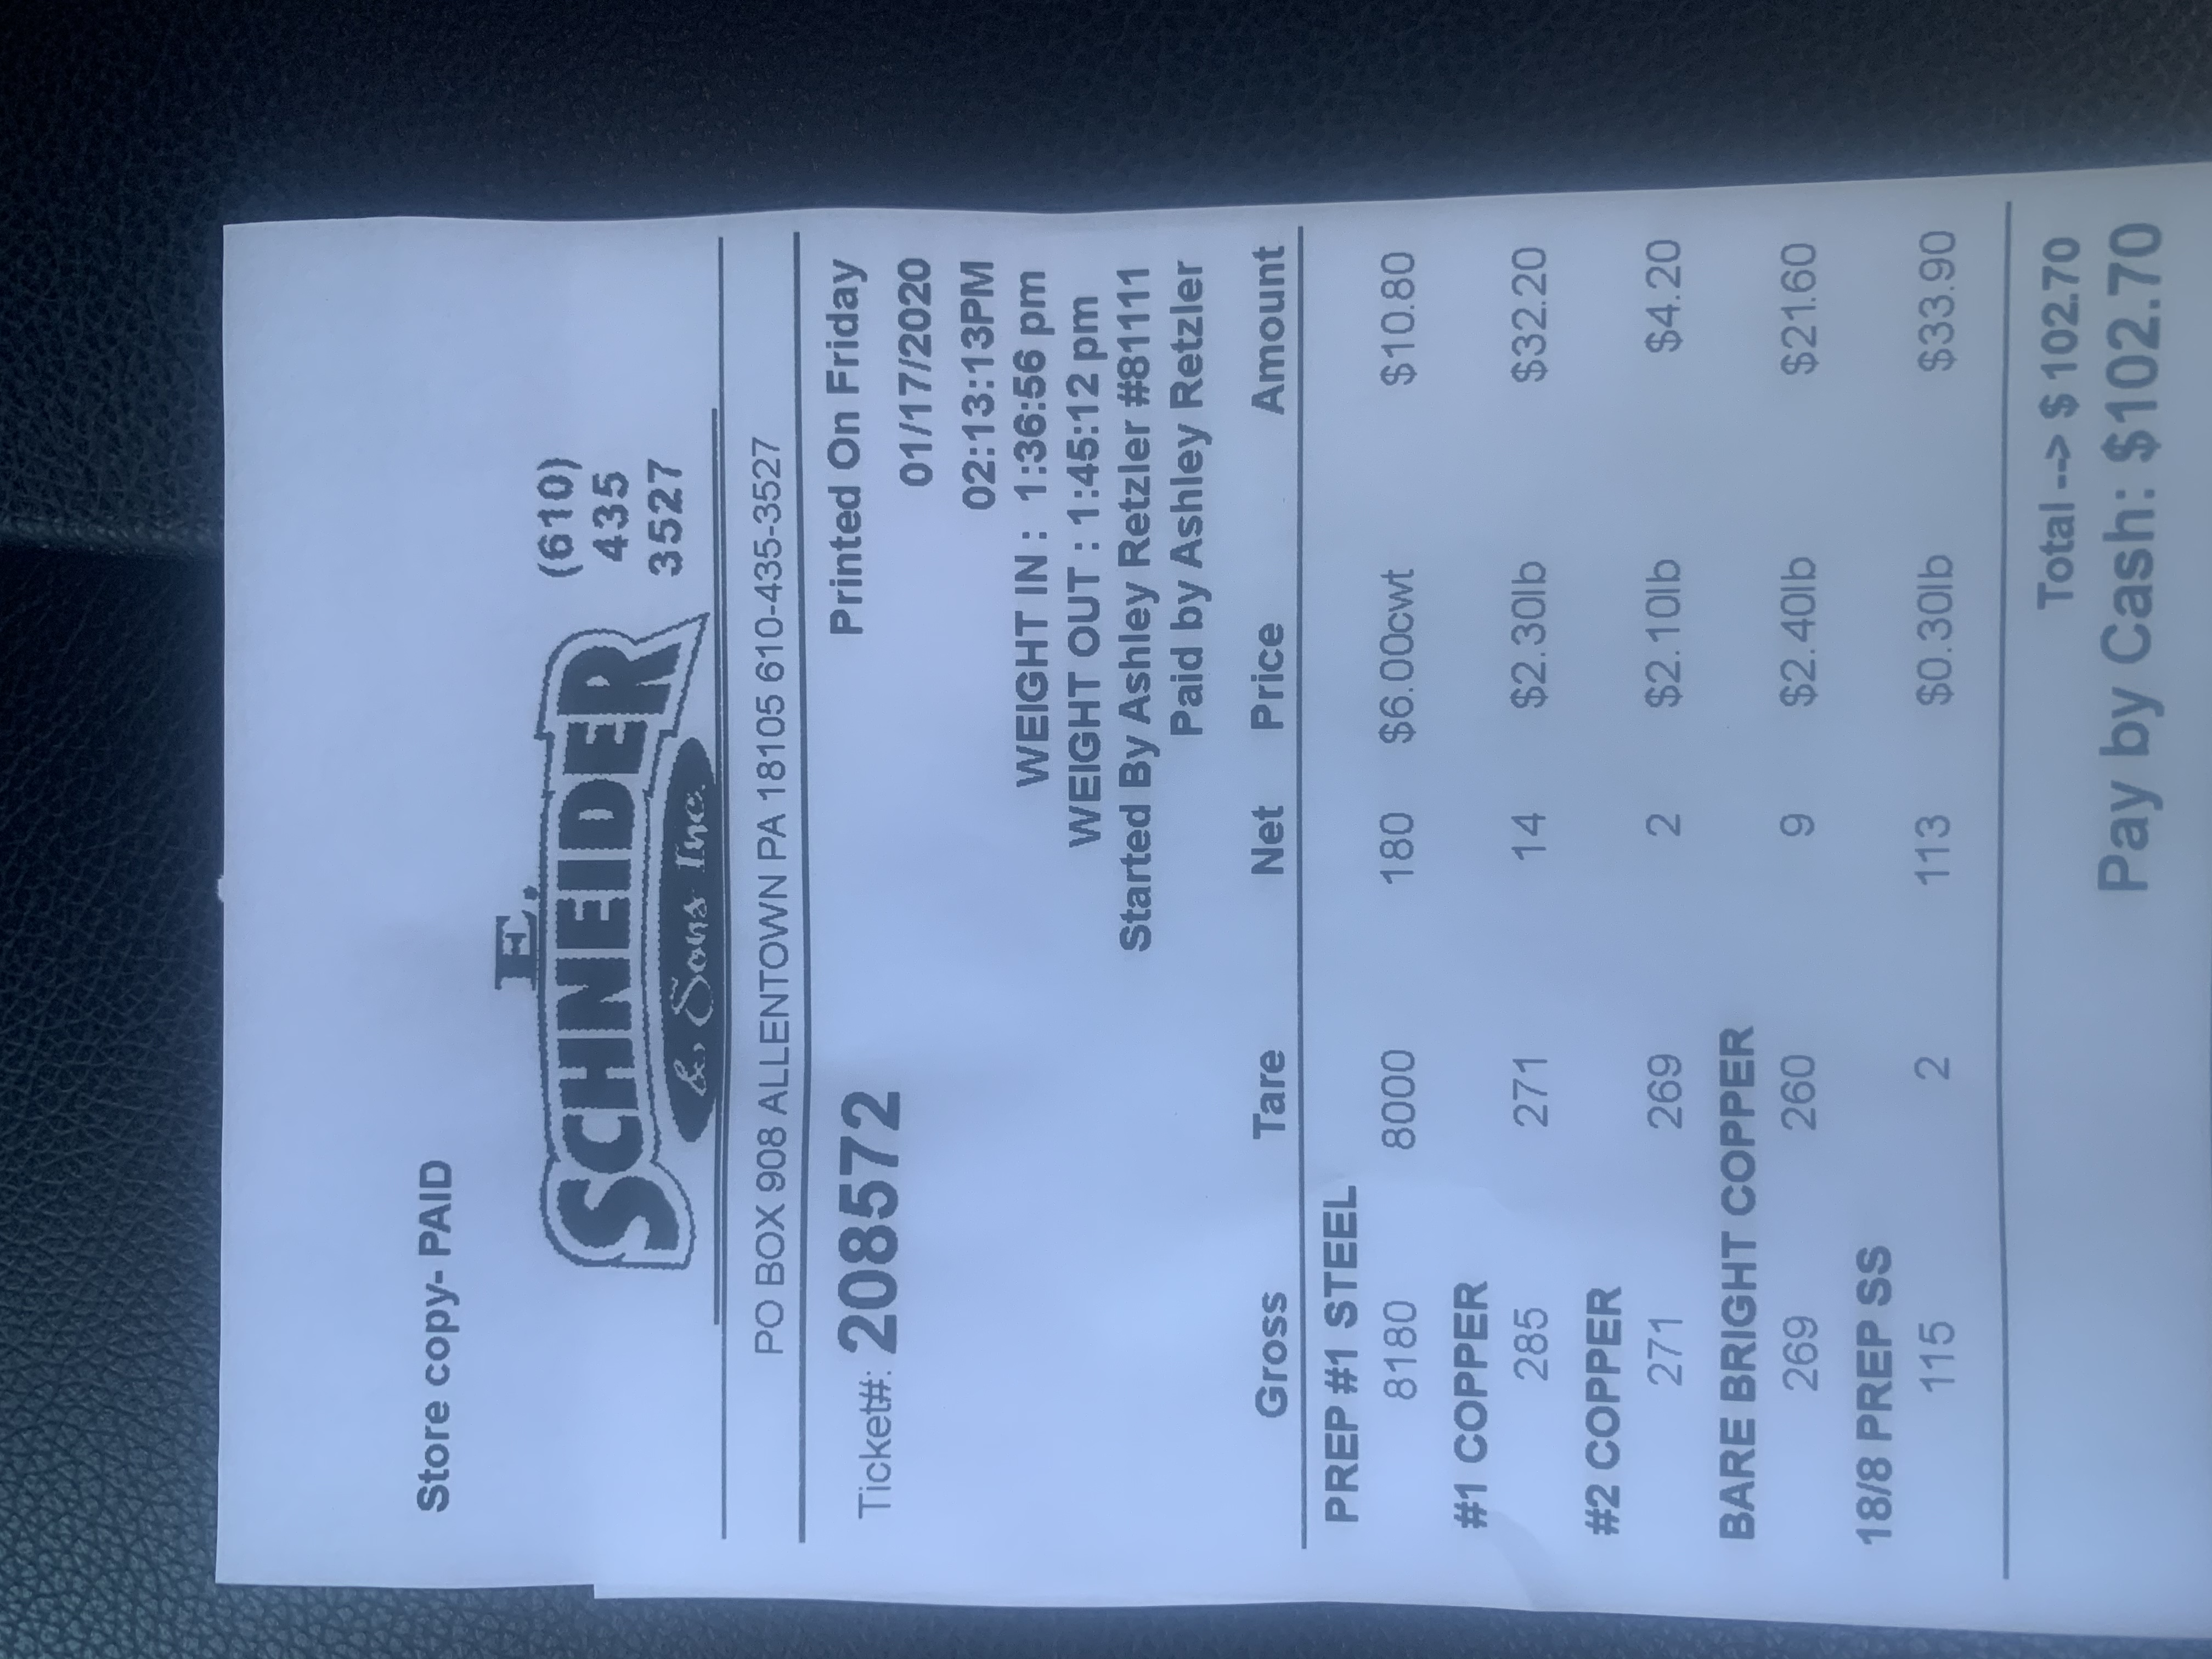 Store copy- PAID
E.
SCHNEIDER
& Sons Inc.
(610)
435
3527
PO BOX 908 ALLENTOWN PA 18105 610-435-3527
Ticket#: 208572 Printed On Friday
01/17/2020
02:13:13PM
WEIGHT IN : 1:36:56 pm
WEIGHT OUT : 1:45:12 pm
Started By Ashley Retzler #81111
Paid by Ashley Retzler
Gross Tare Net Price Amount
PREP #1 STEEL
8180 8000 180 $6.00cwt $10.80
#1 COPPER
285 271 14 $2.30lb $32.20
#2 COPPER
271 269 2 $2.10lb $4.20
BARE BRIGHT COPPER
269 260 9 $2.40lb $21.60
18/8 PREP SS
115 2 113 $0.30lb $33.90
Total --> $ 102.70
Pay by Cash: $102.70